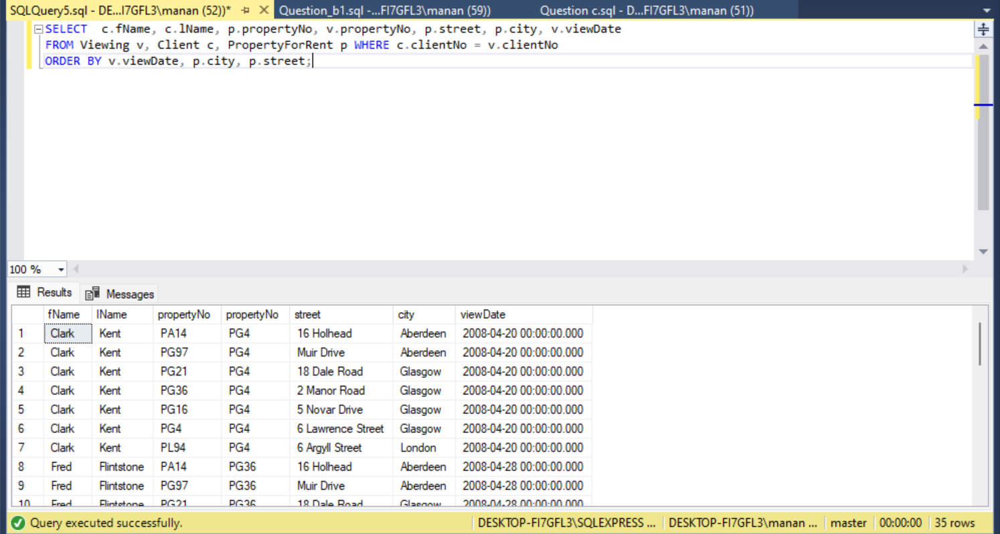 SQLQuery5.sql - DE...I7GFL3\manan (52))* Question_b1.sql -...FI7GFL3\manan (59)) Question c.sql - D...FI7GFL3\manan (51))
SELECT c.fName, c.lName, p.propertyNo, v.propertyNo, p.street, p.city, v.viewDate
FROM Viewing v, Client c, PropertyForRent p WHERE c.clientNo = v.clientNo
ORDER BY v.viewDate, p.city, p.street;
100 %
Results Messages
fName lName propertyNo propertyNo street city viewDate
1 Clark Kent PA14 PG4 16 Holhead Aberdeen 2008-04-20 00:00:00.000
2 Clark Kent PG97 PG4 Muir Drive Aberdeen 2008-04-20 00:00:00.000
3 Clark Kent PG21 PG4 18 Dale Road Glasgow 2008-04-20 00:00:00.000
4 Clark Kent PG36 PG4 2 Manor Road Glasgow 2008-04-20 00:00:00.000
5 Clark Kent PG16 PG4 5 Novar Drive Glasgow 2008-04-20 00:00:00.000
6 Clark Kent PG4 PG4 6 Lawrence Street Glasgow 2008-04-20 00:00:00.000
7 Clark Kent PL94 PG4 6 Argyll Street London 2008-04-20 00:00:00.000
8 Fred Flintstone PA14 PG36 16 Holhead Aberdeen 2008-04-28 00:00:00.000
9 Fred Flintstone PG97 PG36 Muir Drive Aberdeen 2008-04-28 00:00:00.000
10 Fred Flintstone PG21 PG36 18 Dale Road Glasgow 2008-04-28 00:00:00.000
Query executed successfully. DESKTOP-FI7GFL3\SQLEXPRESS ... DESKTOP-FI7GFL3\manan ... master 00:00:00 35 rows